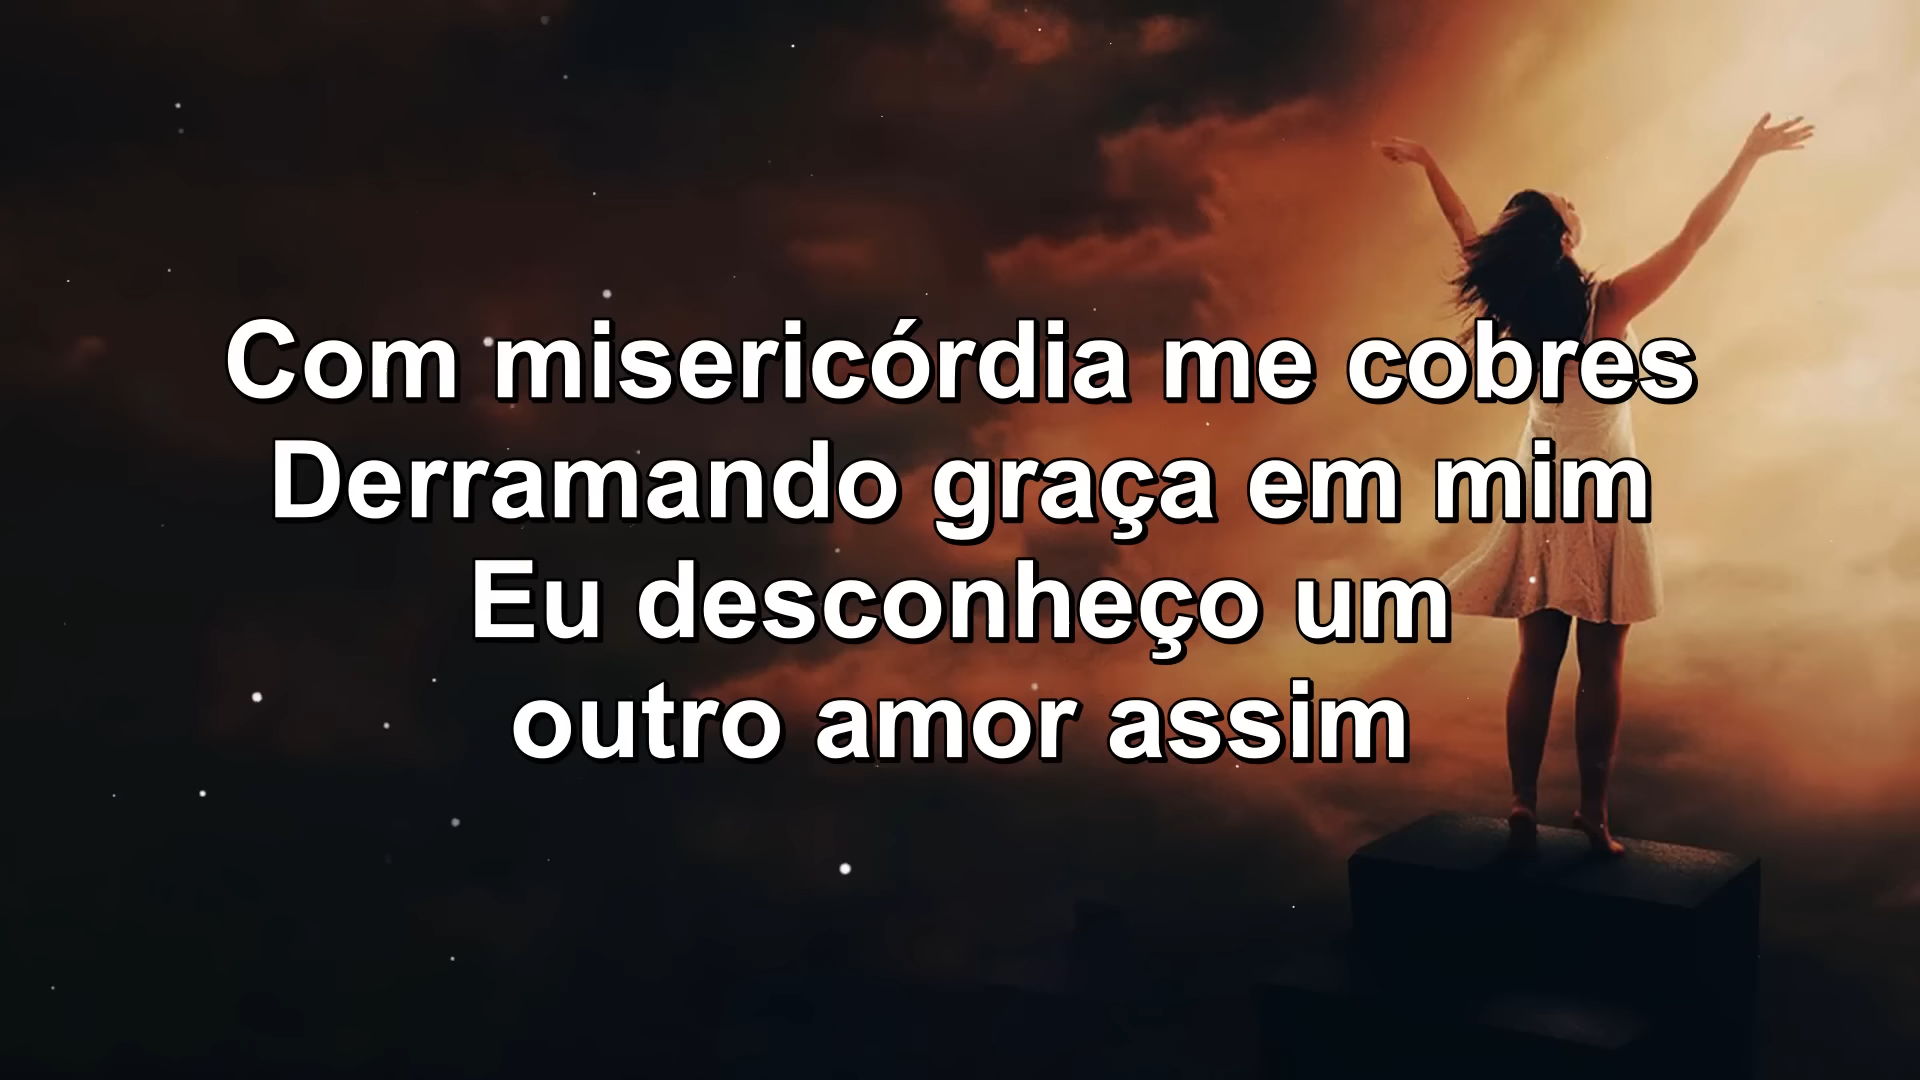 Com misericórdia me cobres
Derramando graça em mim
Eu desconheço um
outro amor assim